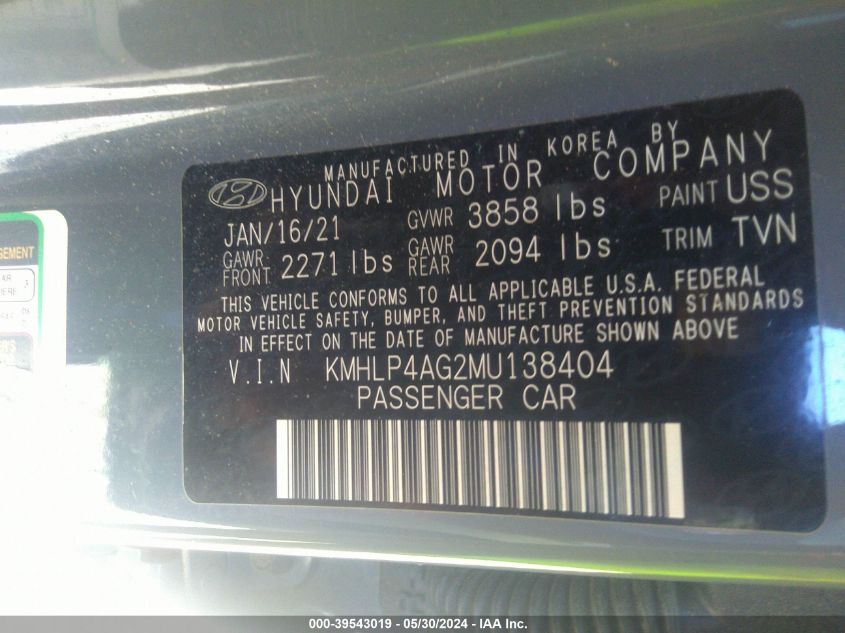 MANUFACTURED IN KOREA BY
HYUNDAI MOTOR COMPANY
JAN/16/21 GVWR 3858 lbs PAINT USS
GAWR FRONT 2271 lbs GAWR REAR 2094 lbs TRIM TVN
THIS VEHICLE CONFORMS TO ALL APPLICABLE U.S.A. FEDERAL
MOTOR VEHICLE SAFETY, BUMPER, AND THEFT PREVENTION STANDARDS
IN EFFECT ON THE DATE OF MANUFACTURE SHOWN ABOVE
V.I.N KMHLP4AG2MU138404
PASSENGER CAR
000-39543019 - 05/30/2024 - IAA Inc.